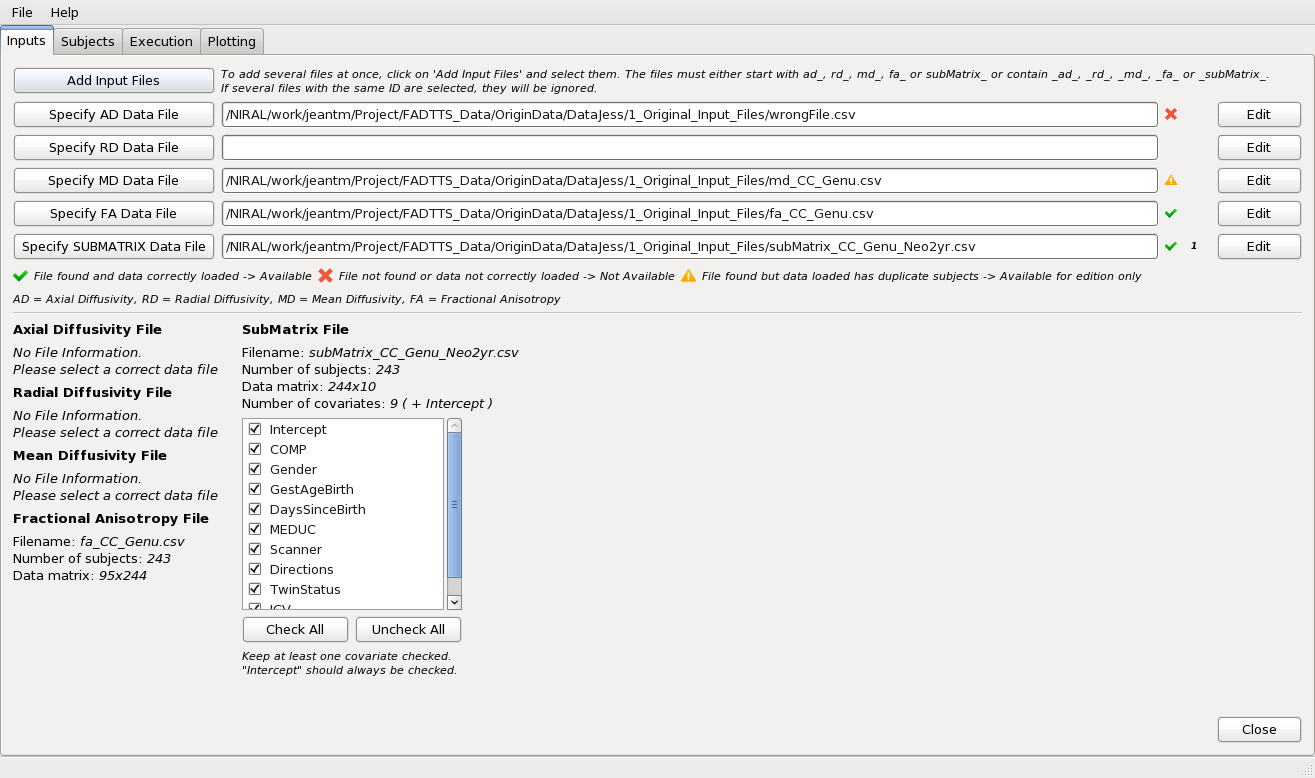 File Help
Inputs Subjects Execution Plotting
Add Input Files
To add several files at once, click on 'Add Input Files' and select them. The files must either start with ad_, rd_, md_, fa_ or subMatrix_ or contain _ad_, _rd_, _md_, _fa_ or _subMatrix_.
If several files with the same ID are selected, they will be ignored.
Specify AD Data File /NIRAL/work/jeantm/Project/FADTTS_Data/OriginData/DataJess/1_Original_Input_Files/wrongFile.csv Edit
Specify RD Data File Edit
Specify MD Data File /NIRAL/work/jeantm/Project/FADTTS_Data/OriginData/DataJess/1_Original_Input_Files/md_CC_Genu.csv Edit
Specify FA Data File /NIRAL/work/jeantm/Project/FADTTS_Data/OriginData/DataJess/1_Original_Input_Files/fa_CC_Genu.csv Edit
Specify SUBMATRIX Data File /NIRAL/work/jeantm/Project/FADTTS_Data/OriginData/DataJess/1_Original_Input_Files/subMatrix_CC_Genu_Neo2yr.csv 1 Edit
File found and data correctly loaded -> Available File not found or data not correctly loaded -> Not Available File found but data loaded has duplicate subjects -> Available for edition only
AD = Axial Diffusivity, RD = Radial Diffusivity, MD = Mean Diffusivity, FA = Fractional Anisotropy
Axial Diffusivity File
No File Information.
Please select a correct data file
Radial Diffusivity File
No File Information.
Please select a correct data file
Mean Diffusivity File
No File Information.
Please select a correct data file
Fractional Anisotropy File
Filename: fa_CC_Genu.csv
Number of subjects: 243
Data matrix: 95x244
SubMatrix File
Filename: subMatrix_CC_Genu_Neo2yr.csv
Number of subjects: 243
Data matrix: 244x10
Number of covariates: 9 ( + Intercept )
Intercept
COMP
Gender
GestAgeBirth
DaysSinceBirth
MEDUC
Scanner
Directions
TwinStatus
ICV
Check All Uncheck All
Keep at least one covariate checked.
"Intercept" should always be checked.
Close